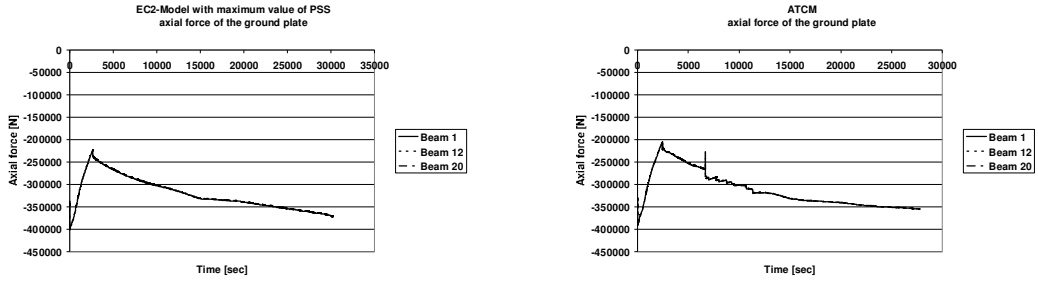 EC2-Model with maximum value of PSS
axial force of the ground plate
0
0 5000 10000 15000 20000 25000 30000 35000
-50000
-100000
-150000
-200000
-250000
-300000
-350000
-400000
-450000
Axial force [N]
Time [sec]
Beam 1
Beam 12
Beam 20
ATCM
axial force of the ground plate
0
0 5000 10000 15000 20000 25000 30000
-50000
-100000
-150000
-200000
-250000
-300000
-350000
-400000
-450000
Axial force [N]
Time [sec]
Beam 1
Beam 12
Beam 20